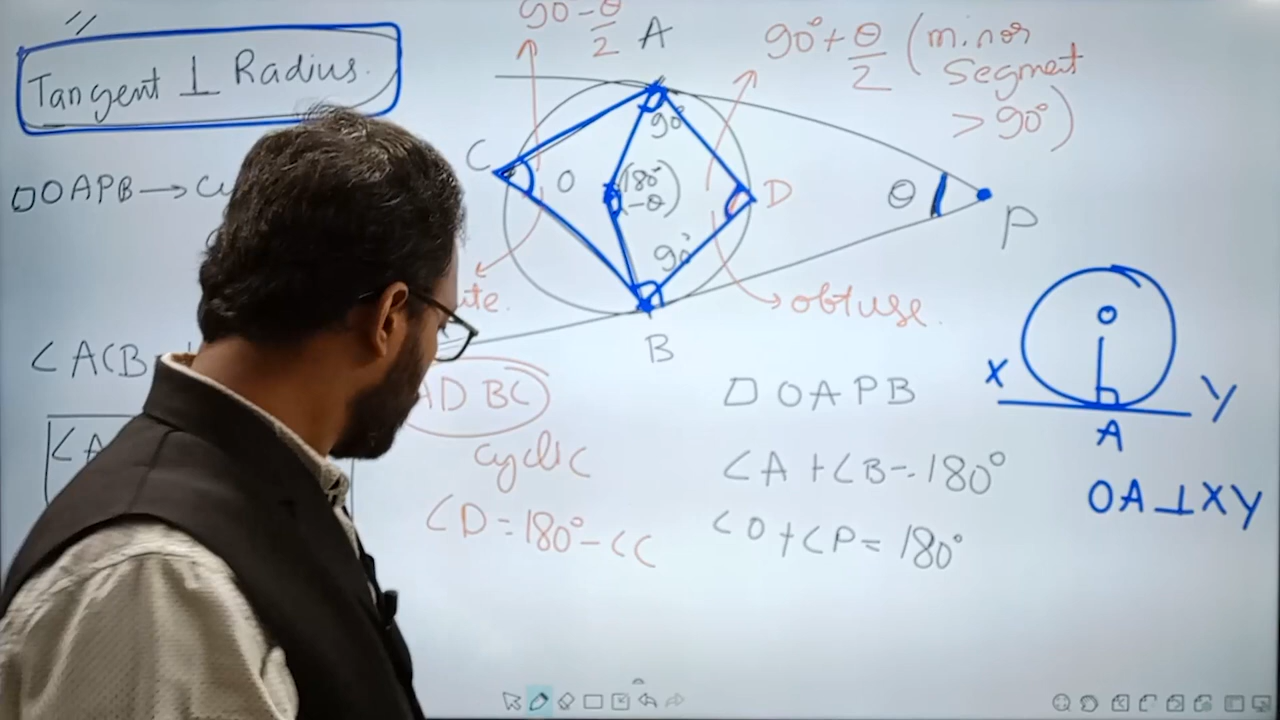 Tangent ⊥ Radius.
□OAPB→Cy
∠ACB
∠A
90-θ/2
A
90°+θ/2 (minor
segment
> 90°)
C
O
90°
(180°
-θ)
90°
D
θ
P
B
obtuse.
ADBC
cyclic
∠D=180°-∠C
□OAPB
∠A+∠B=180°
∠O+∠P=180°
O
X
Y
A
OA⊥XY